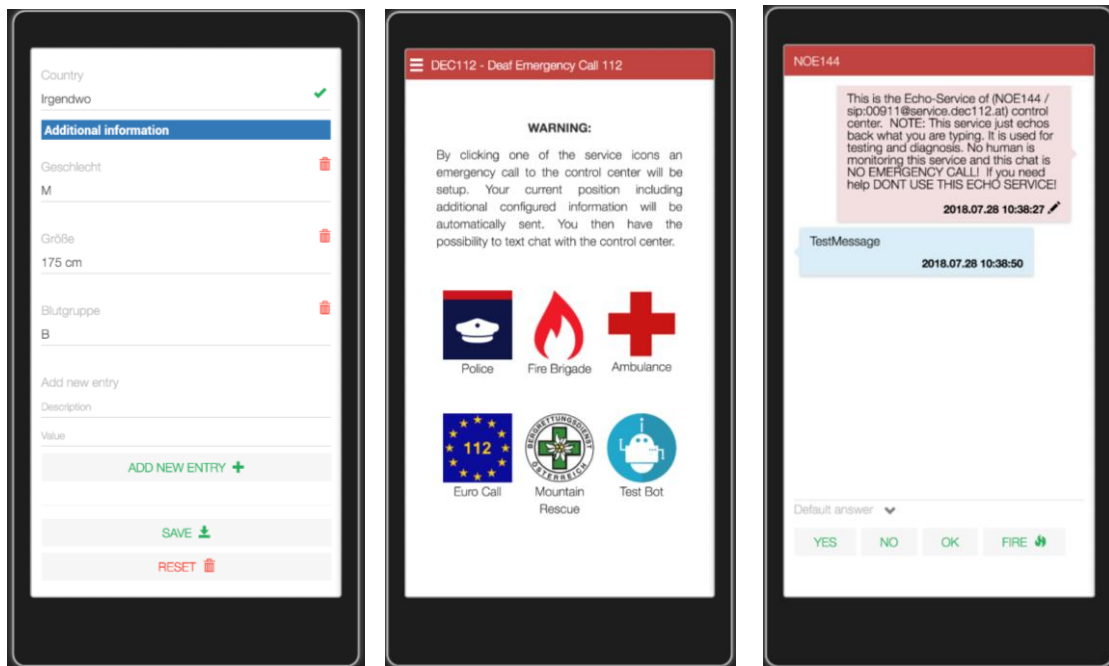 Country
Irgendwo
Additional information
Geschlecht
M
Größe
175 cm
Blutgruppe
B
Add new entry
Description
Value
ADD NEW ENTRY
SAVE
RESET
DEC112 - Deaf Emergency Call 112
WARNING:
By clicking one of the service icons an
emergency call to the control center will be
setup. Your current position including
additional configured information will be
automatically sent. You then have the
possibility to text chat with the control center.
Police
Fire Brigade
Ambulance
112
BERGRETTUNGSDIENST
ÖSTERREICH
Euro Call
Mountain
Rescue
Test Bot
NOE144
This is the Echo-Service of (NOE144 /
sip:00911@service.dec112.at) control
center. NOTE: This service just echos
back what you are typing. It is used for
testing and diagnosis. No human is
monitoring this service and this chat is
NO EMERGENCY CALL! If you need
help DONT USE THIS ECHO SERVICE!
2018.07.28 10:38:27
TestMessage
2018.07.28 10:38:50
Default answer
YES
NO
OK
FIRE